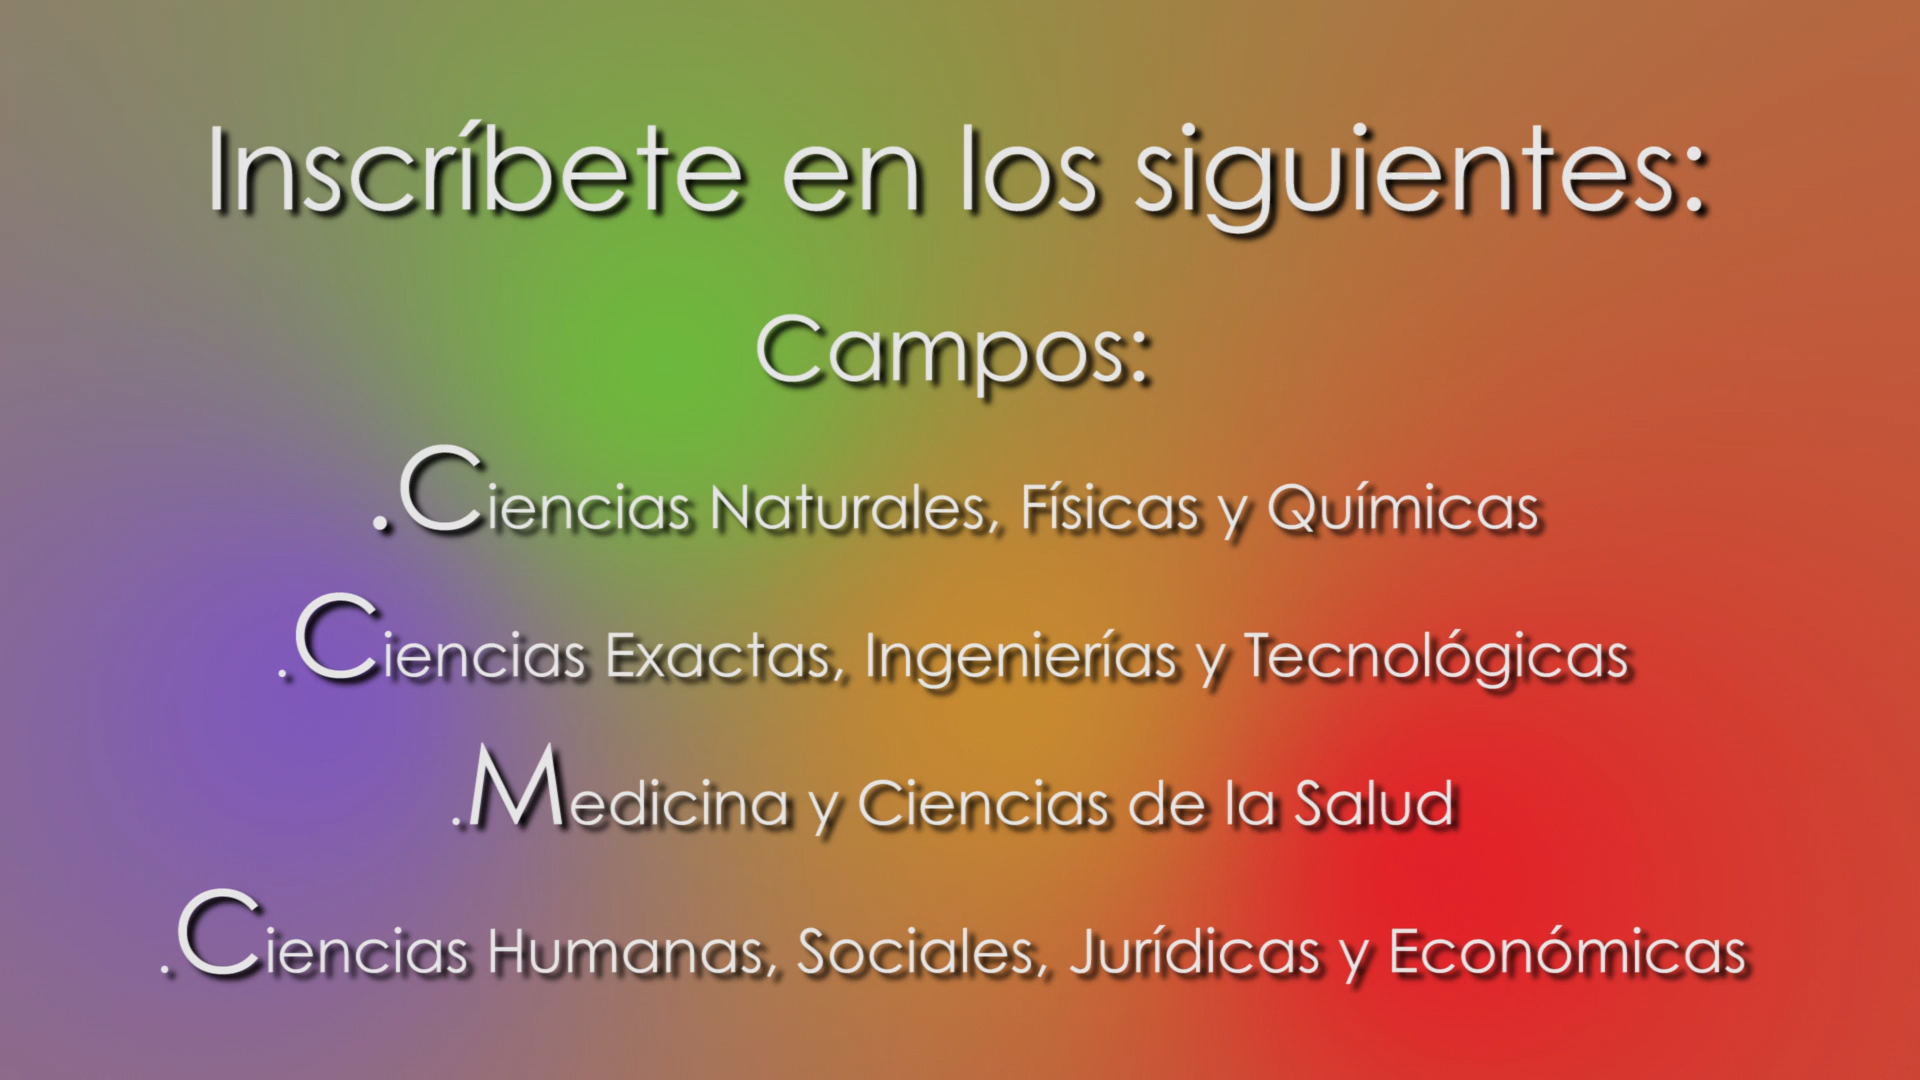 Inscríbete en los siguientes:
Campos:
.Ciencias Naturales, Físicas y Químicas
.Ciencias Exactas, Ingenierías y Tecnológicas
.Medicina y Ciencias de la Salud
.Ciencias Humanas, Sociales, Jurídicas y Económicas